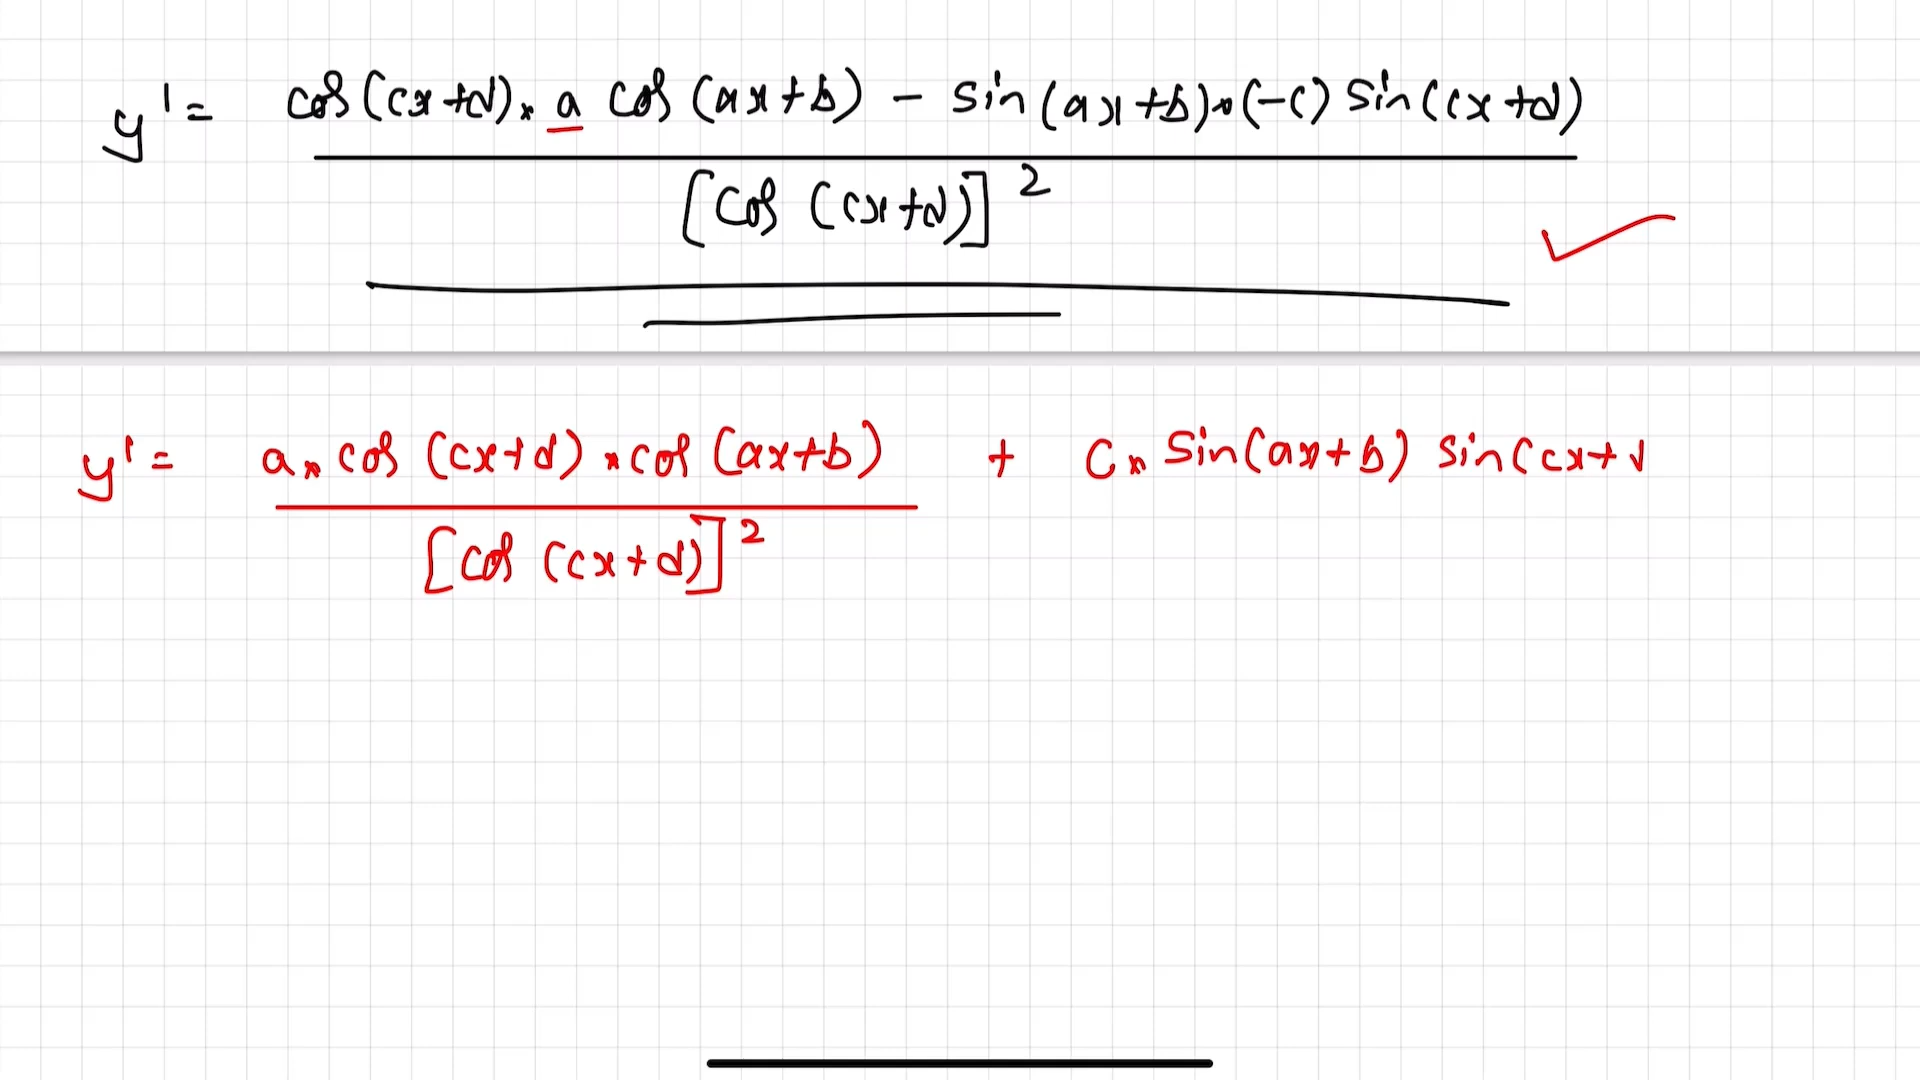 y' = cos(cx+d)× a cos(ax+b) - sin(ax+b)×(-c) sin(cx+d)
[cos (cx+d)]²
y' = a× cos (cx+d) × cos (ax+b) + c× sin(ax+b) sin(cx+d
[cos (cx+d)]²